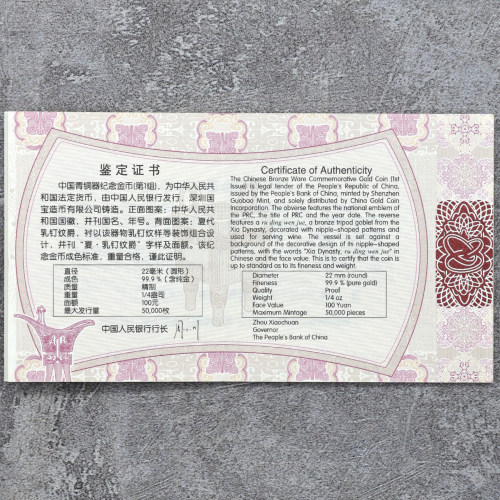 鉴定证书
中国青铜器纪念金币(第1组)，为中华人民共
和国法定货币，由中国人民银行发行，深圳国
宝造币有限公司铸造。正面图案：中华人民共
和国国徽，并刊国名、年号。背面图案：夏代
乳钉纹爵，衬以该器物乳钉纹样等装饰组合设
计，并刊“夏·乳钉纹爵”字样及面额。该纪
念金币成色标准，重量合格，谨此证明。
直径 22毫米（圆形）
成色 99.9％（含纯金）
质量 精制
重量 1/4盎司
面额 100元
最大发行量 50,000枚
中国人民银行行长
Certificate of Authenticity
The Chinese Bronze Ware Commemorative Gold Coin (1st
Issue) is legal tender of the People's Republic of China,
issued by the People's Bank of China, minted by Shenzhen
Guobao Mint, and solely distributed by China Gold Coin
Incorporation. The obverse features the national emblem of
the PRC, the title of PRC and the year date. The reverse
features a ru ding wen jue, a bronze tripod goblet from the
Xia Dynasty, decorated with nipple-shaped patterns and
used for serving wine. The vessel is set against a
background of the decorative design of its nipple-shaped
patterns, with the words "Xia Dynasty, ru ding wen jue" in
Chinese and the face value. This is to certify that the coin is
up to standard as to its fineness and weight.
Diameter 22 mm (round)
Fineness 99.9 % (pure gold)
Quality Proof
Weight 1/4 oz
Face Value 100 Yuan
Maximum Mintage 50,000 pieces
Zhou Xiaochuan
Governor
The People's Bank of China